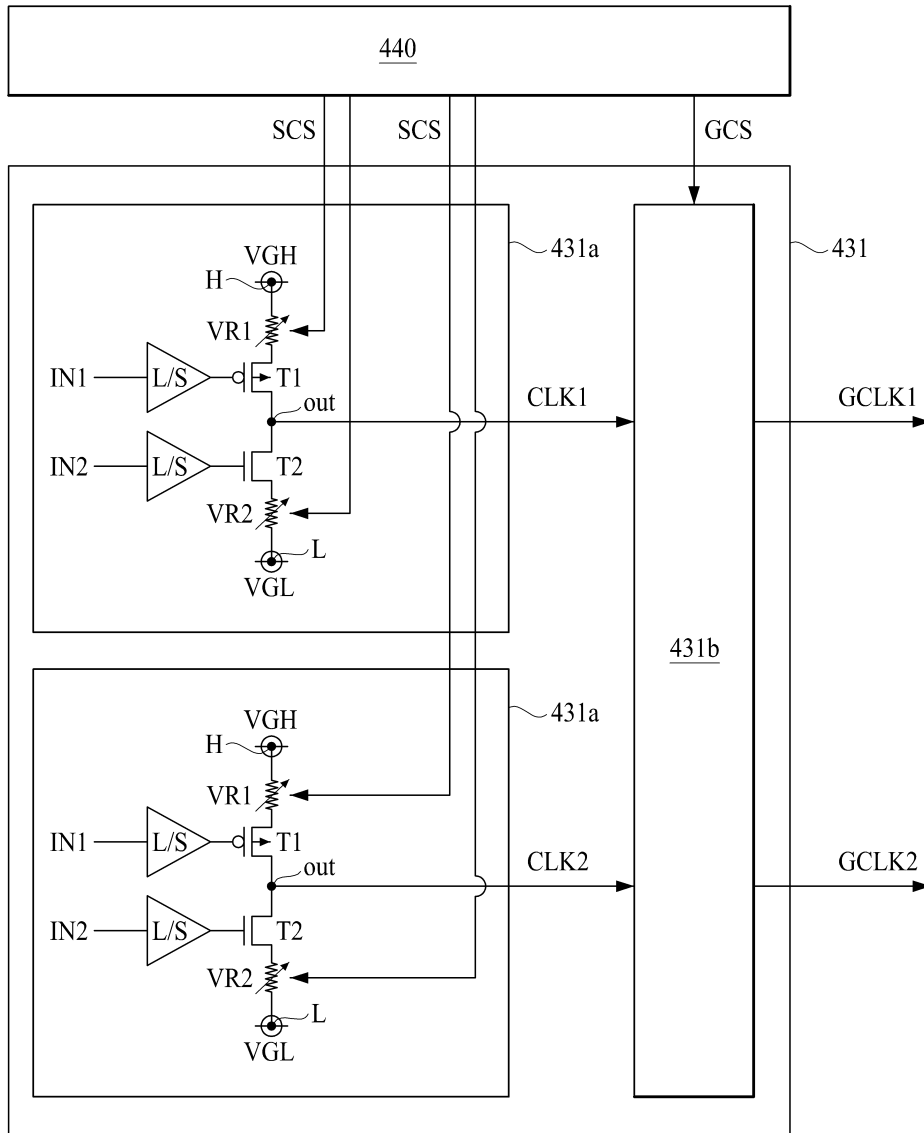 440
SCS SCS GCS
431a 431
VGH
H
VR1
IN1 L/S T1
out CLK1 GCLK1
IN2 L/S T2
VR2
L
VGL
431b
431a
VGH
H
VR1
IN1 L/S T1
out CLK2 GCLK2
IN2 L/S T2
VR2
L
VGL